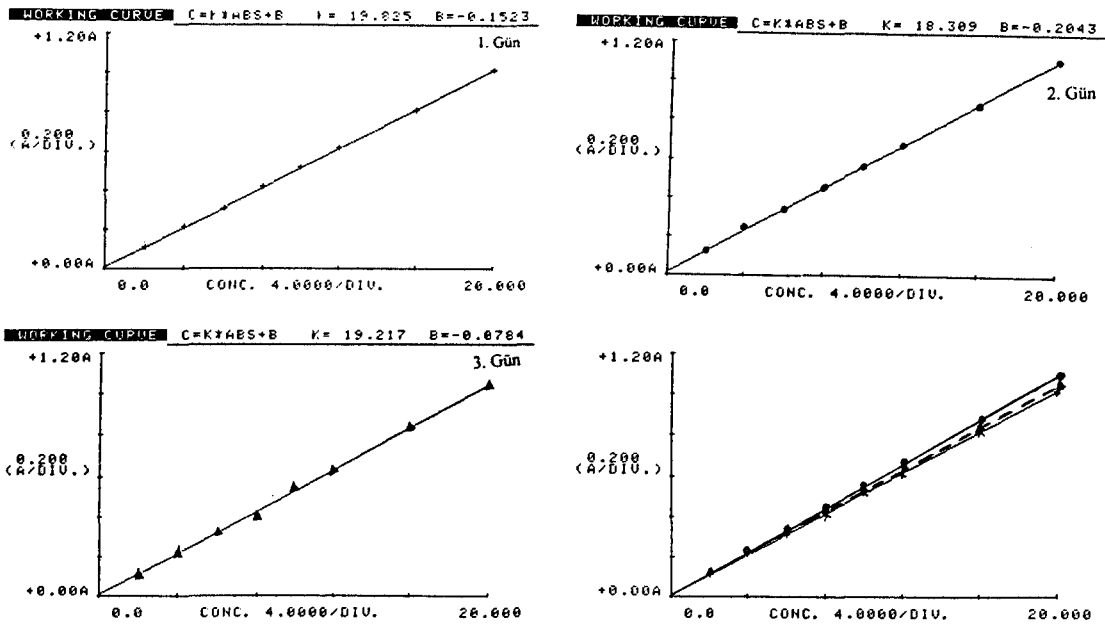 WORKING CURVE C=K*ABS+B K= 19.825 B=-0.1523
+1.20A
1. Gün
0.200
(A/DIV.)
+0.00A
0.0 CONC. 4.0000/DIV. 20.000
WORKING CURVE C=K*ABS+B K= 18.309 B=-0.2043
+1.20A
2. Gün
0.200
(A/DIV.)
+0.00A
0.0 CONC. 4.0000/DIV. 20.000
WORKING CURVE C=K*ABS+B K= 19.217 B=-0.0784
+1.20A
3. Gün
0.200
(A/DIV.)
+0.00A
0.0 CONC. 4.0000/DIV. 20.000
+1.20A
0.200
(A/DIV.)
+0.00A
0.0 CONC. 4.0000/DIV. 20.000